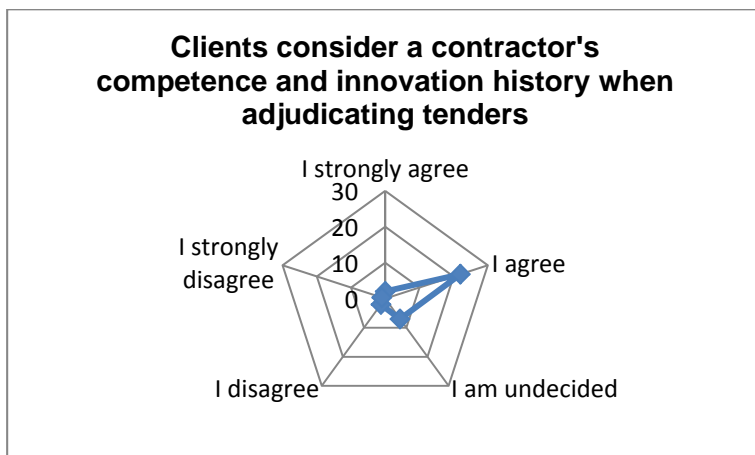 Clients consider a contractor's
competence and innovation history when
adjudicating tenders
I strongly agree
30
20
10
0
I agree
I am undecided
I disagree
I strongly
disagree